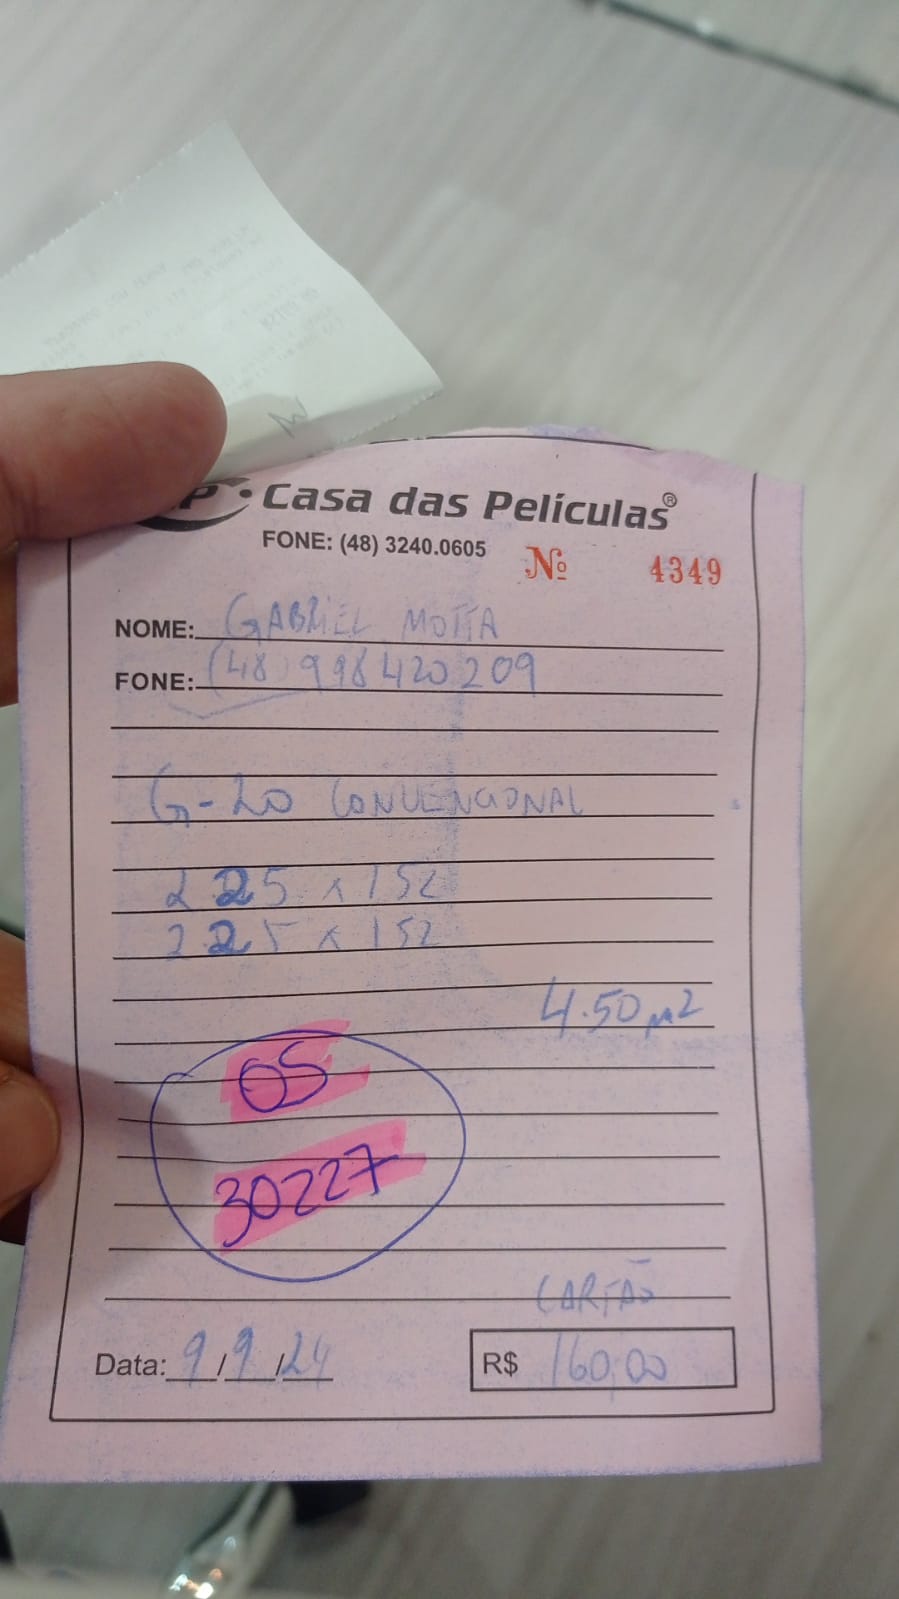 P Casa das Películas®
FONE: (48) 3240.0605
Nº 4349
NOME: GABRIEL MOTTA
FONE: (48) 998420209
G-20 CONVENCIONAL
225 x 152
225 x 152
4.50 m2
OS
30227
CARTÃO
Data: 9/9/24
R$ 160,00